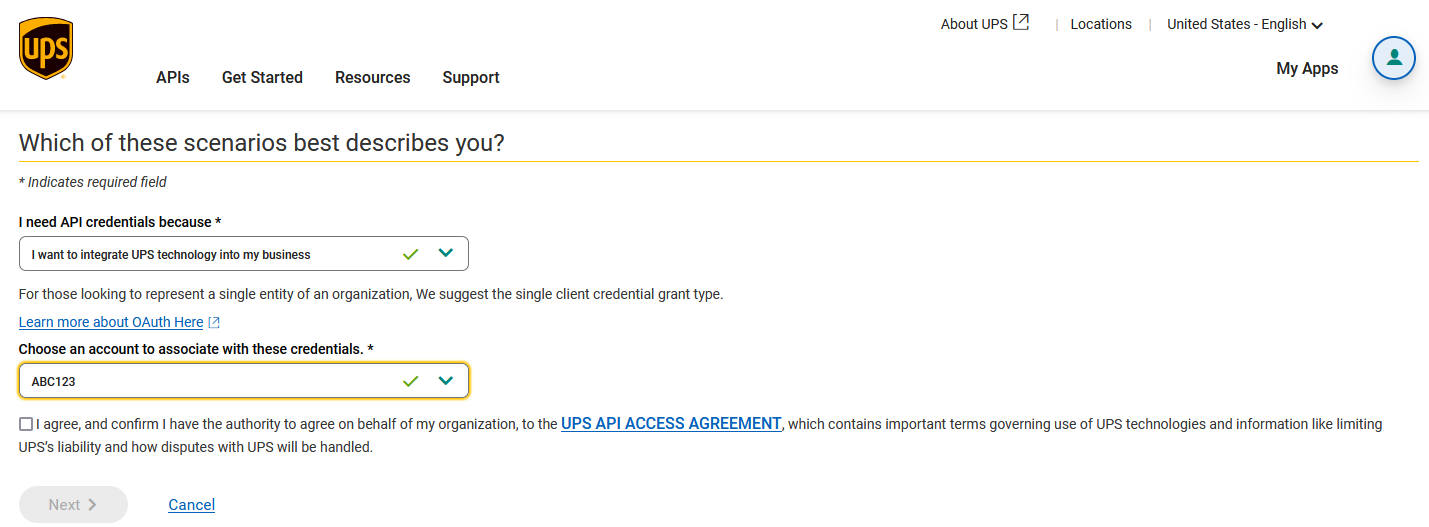 ups
About UPS | Locations | United States - English
APIs Get Started Resources Support My Apps
Which of these scenarios best describes you?
* Indicates required field
I need API credentials because *
I want to integrate UPS technology into my business
For those looking to represent a single entity of an organization, We suggest the single client credential grant type.
Learn more about OAuth Here
Choose an account to associate with these credentials. *
ABC123
I agree, and confirm I have the authority to agree on behalf of my organization, to the UPS API ACCESS AGREEMENT, which contains important terms governing use of UPS technologies and information like limiting
UPS’s liability and how disputes with UPS will be handled.
Next Cancel